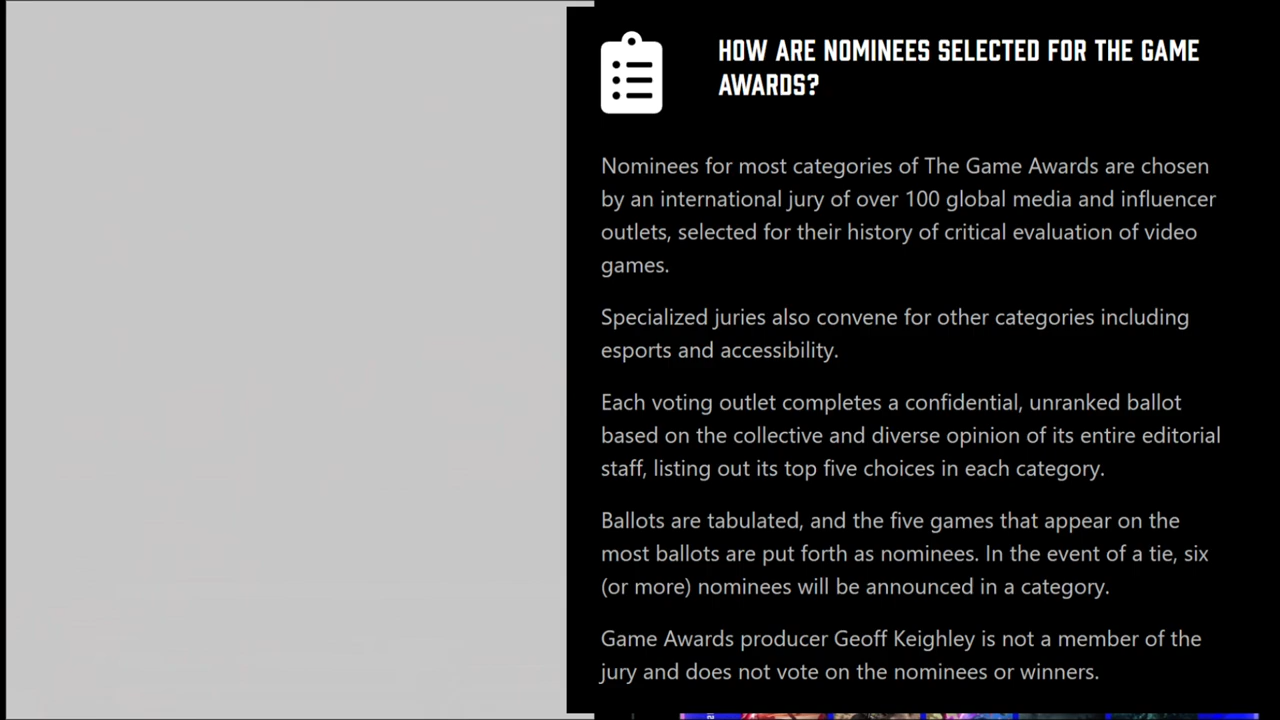 HOW ARE NOMINEES SELECTED FOR THE GAME
AWARDS?
Nominees for most categories of The Game Awards are chosen
by an international jury of over 100 global media and influencer
outlets, selected for their history of critical evaluation of video
games.
Specialized juries also convene for other categories including
esports and accessibility.
Each voting outlet completes a confidential, unranked ballot
based on the collective and diverse opinion of its entire editorial
staff, listing out its top five choices in each category.
Ballots are tabulated, and the five games that appear on the
most ballots are put forth as nominees. In the event of a tie, six
(or more) nominees will be announced in a category.
Game Awards producer Geoff Keighley is not a member of the
jury and does not vote on the nominees or winners.